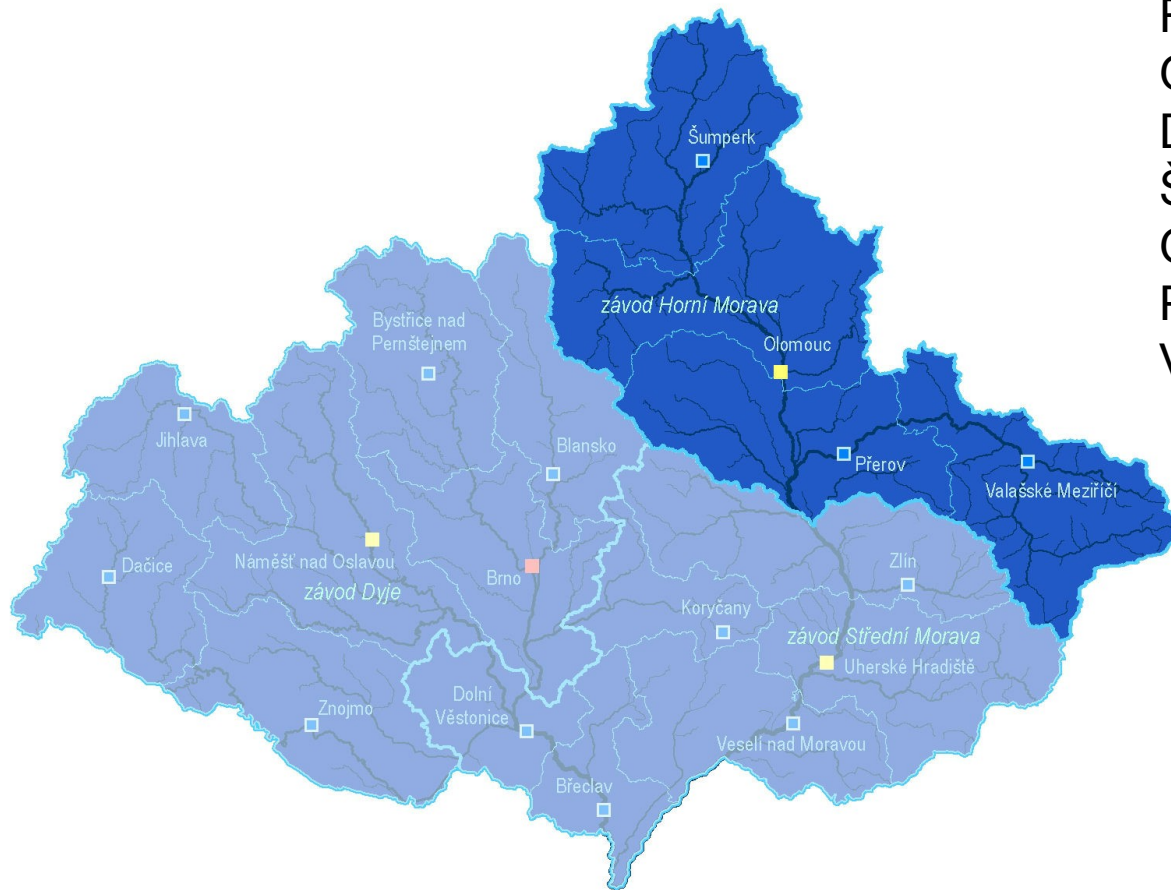 Šumperk
závod Horní Morava
Olomouc
Bystřice nad
Pernštejnem
Jihlava
Blansko
Přerov
Valašské Meziříčí
Náměšť nad Oslavou
závod Dyje
Dačice
Brno
Zlín
Koryčany
závod Střední Morava
Uherské Hradiště
Znojmo
Dolní
Věstonice
Veselí nad Moravou
Břeclav
Š